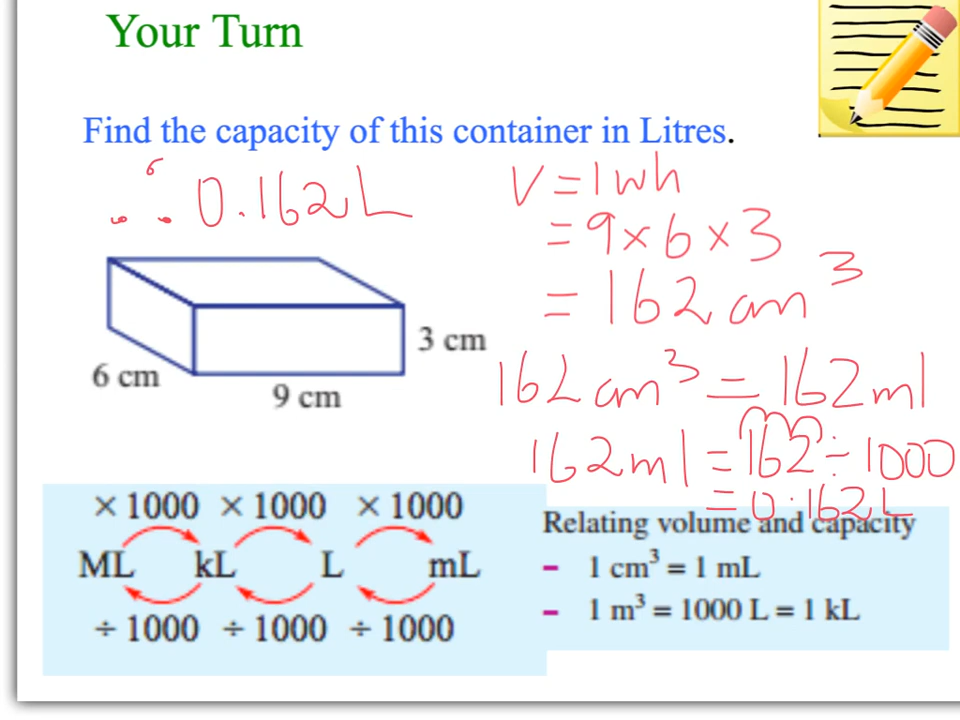 Your Turn
Find the capacity of this container in Litres.
∴ 0.162L
V = lwh
= 9 × 6 × 3
= 162 cm³
3 cm
6 cm
9 cm
162 cm³ = 162 ml
162 ml = 162 ÷ 1000
= 0.162L
× 1000 × 1000 × 1000
ML kL L mL
÷ 1000 ÷ 1000 ÷ 1000
Relating volume and capacity
- 1 cm³ = 1 mL
- 1 m³ = 1000 L = 1 kL